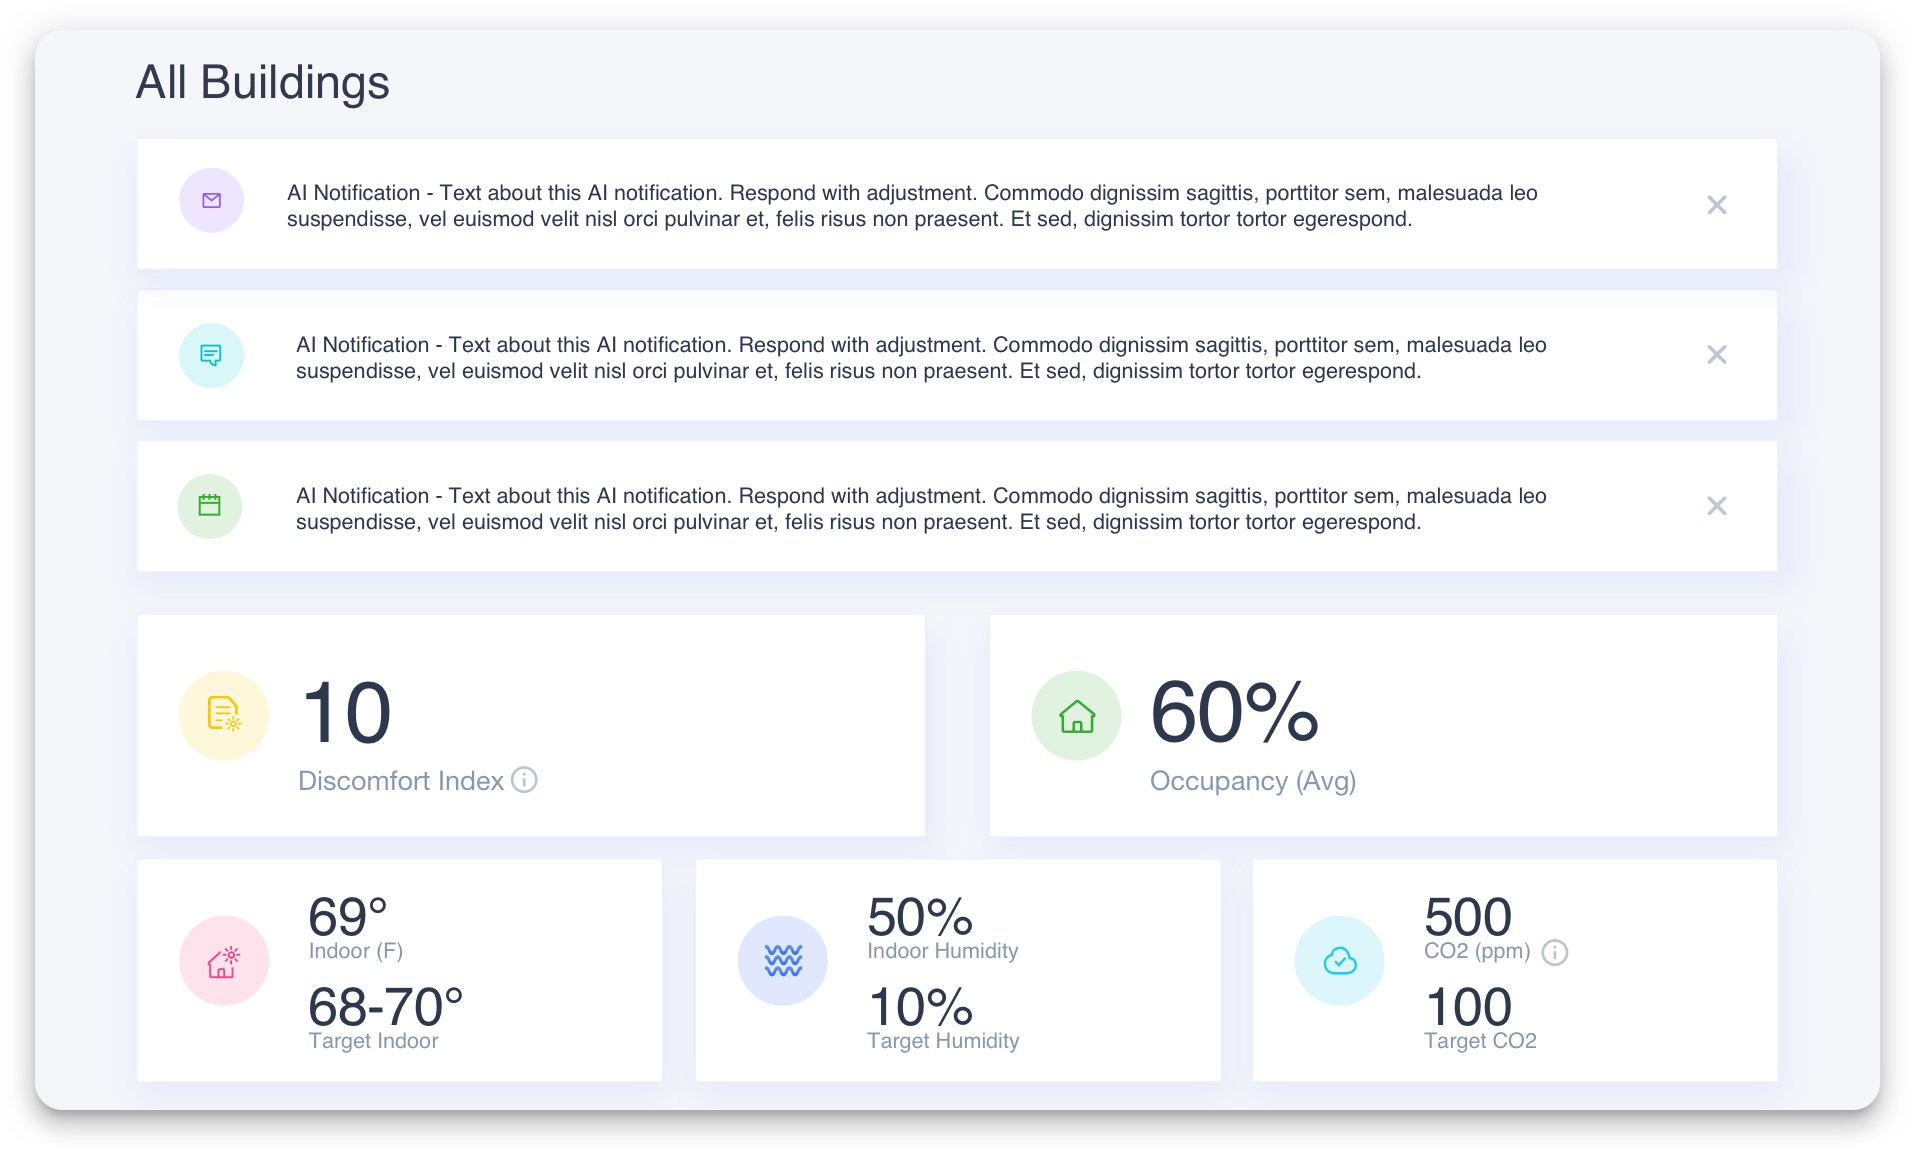 All Buildings
AI Notification - Text about this AI notification. Respond with adjustment. Commodo dignissim sagittis, porttitor sem, malesuada leo
suspendisse, vel euismod velit nisl orci pulvinar et, felis risus non praesent. Et sed, dignissim tortor tortor egerespond.
AI Notification - Text about this AI notification. Respond with adjustment. Commodo dignissim sagittis, porttitor sem, malesuada leo
suspendisse, vel euismod velit nisl orci pulvinar et, felis risus non praesent. Et sed, dignissim tortor tortor egerespond.
AI Notification - Text about this AI notification. Respond with adjustment. Commodo dignissim sagittis, porttitor sem, malesuada leo
suspendisse, vel euismod velit nisl orci pulvinar et, felis risus non praesent. Et sed, dignissim tortor tortor egerespond.
10
Discomfort Index
60%
Occupancy (Avg)
69°
Indoor (F)
68-70°
Target Indoor
50%
Indoor Humidity
10%
Target Humidity
500
CO2 (ppm)
100
Target CO2